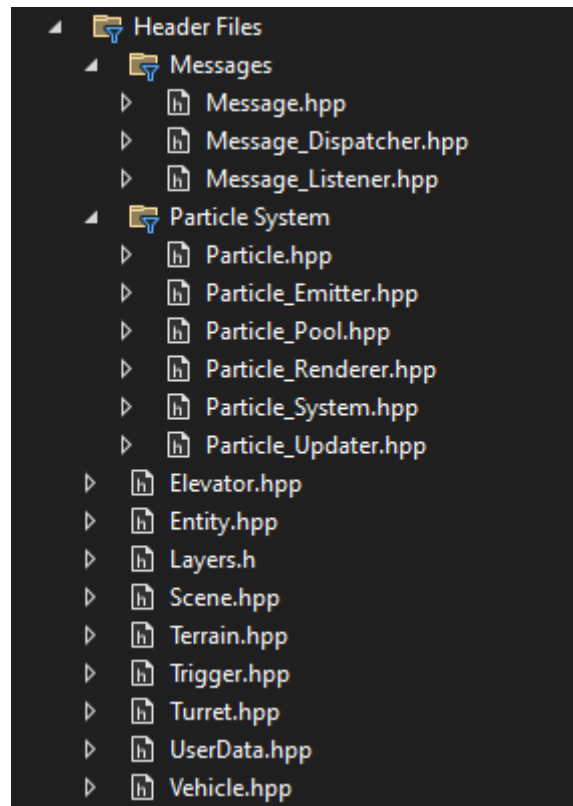 Header Files
Messages
Message.hpp
Message_Dispatcher.hpp
Message_Listener.hpp
Particle System
Particle.hpp
Particle_Emitter.hpp
Particle_Pool.hpp
Particle_Renderer.hpp
Particle_System.hpp
Particle_Updater.hpp
Elevator.hpp
Entity.hpp
Layers.h
Scene.hpp
Terrain.hpp
Trigger.hpp
Turret.hpp
UserData.hpp
Vehicle.hpp